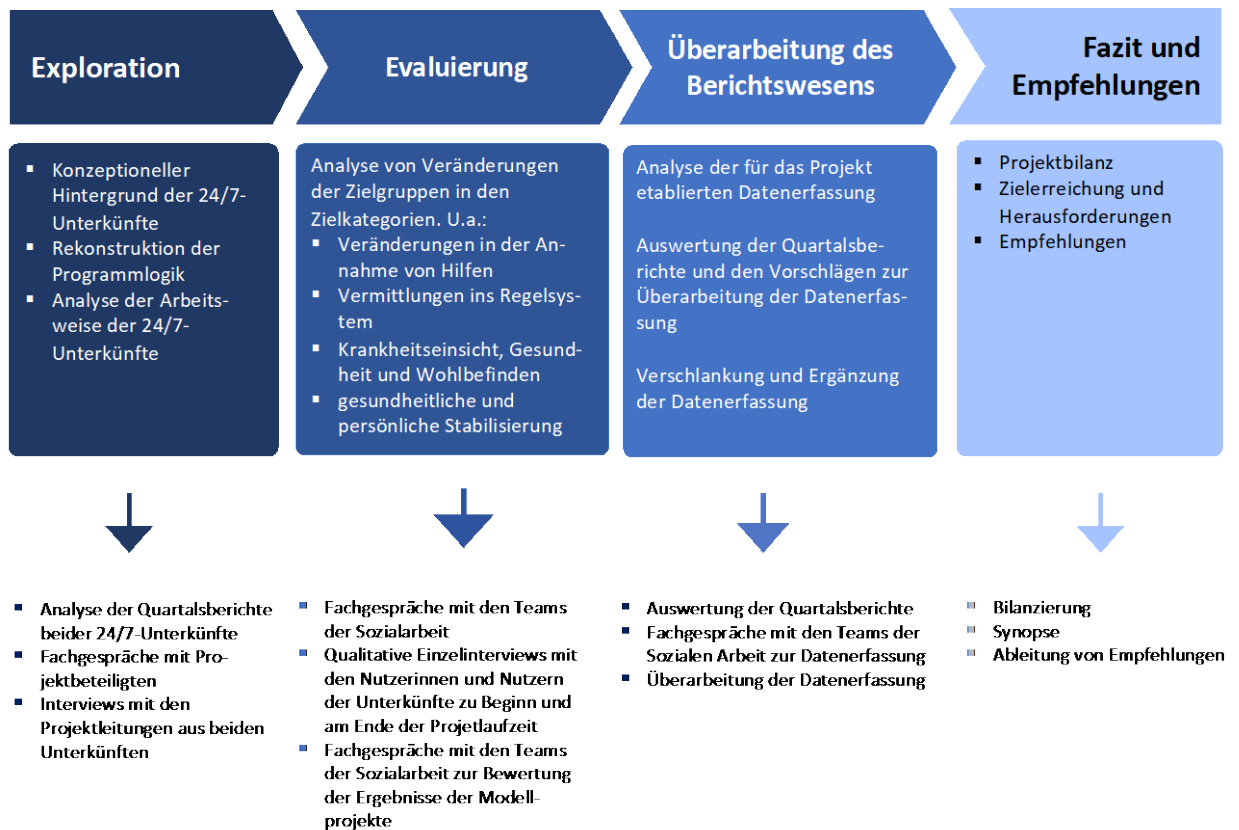 Exploration
Evaluierung
Überarbeitung des
Berichtswesens
Fazit und
Empfehlungen
▪ Konzeptioneller
Hintergrund der 24/7-
Unterkünfte
▪ Rekonstruktion der
Programmlogik
▪ Analyse der Arbeits-
weise der 24/7-
Unterkünfte
Analyse von Veränderungen
der Zielgruppen in den
Zielkategorien. U.a.:
▪ Veränderungen in der An-
nahme von Hilfen
▪ Vermittlungen ins Regelsys-
tem
▪ Krankheitseinsicht, Gesund-
heit und Wohlbefinden
▪ gesundheitliche und
persönliche Stabilisierung
Analyse der für das Projekt
etablierten Datenerfassung
Auswertung der Quartalsbe-
richte und den Vorschlägen zur
Überarbeitung der Datenerfas-
sung
Verschlankung und Ergänzung
der Datenerfassung
▪ Projektbilanz
▪ Zielerreichung und
Herausforderungen
▪ Empfehlungen
▪ Analyse der Quartalsberichte
beider 24/7-Unterkünfte
▪ Fachgespräche mit Pro-
jektbeteiligten
▪ Interviews mit den
Projektleitungen aus beiden
Unterkünften
▪ Fachgespräche mit den Teams
der Sozialarbeit
▪ Qualitative Einzelinterviews mit
den Nutzerinnen und Nutzern
der Unterkünfte zu Beginn und
am Ende der Projetlaufzeit
▪ Fachgespräche mit den Teams
der Sozialarbeit zur Bewertung
der Ergebnisse der Modell-
projekte
▪ Auswertung der Quartalsberichte
▪ Fachgespräche mit den Teams der
Sozialen Arbeit zur Datenerfassung
▪ Überarbeitung der Datenerfassung
▪ Bilanzierung
▪ Synopse
▪ Ableitung von Empfehlungen